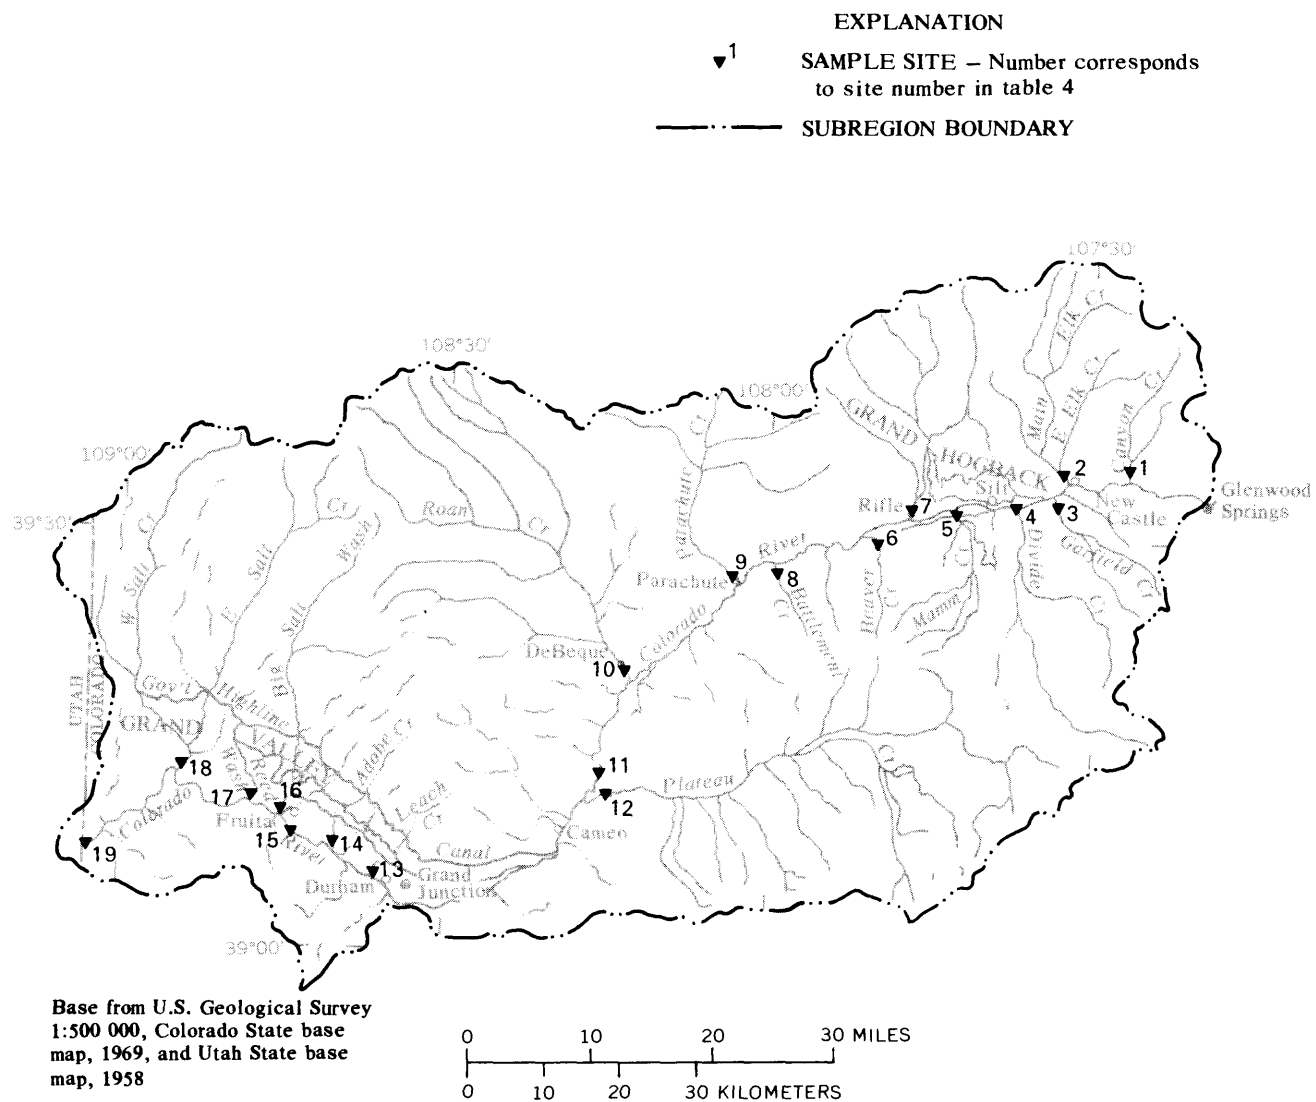 EXPLANATION
1
SAMPLE SITE – Number corresponds
to site number in table 4
SUBREGION BOUNDARY
107°30'
108°30'
108°00'
109°00'
39°30'
39°00'
Elk Cr
Main
E Elk Cr
Canyon Cr
GRAND
HOGBACK
2
1
Silt
New
Castle
Glenwood
Springs
Rifle
7
5
4
3
6
Parachute Cr
Roan
Cr
River
9
Parachute
8
Battlement
Cr
Beaver
Cr
Mamm
Cr
Divide
Cr
Garfield Cr
W Salt Cr
E Salt Cr
Big Salt Wash
DeBeque
10
Colorado
UTAH
COLORADO
Gov't Highline
GRAND
VALLEY
Wash
Reed
Adobe Cr
Leach
Cr
Canal
11
12
Plateau
Cr
Cameo
18
17
16
Colorado
Fruita
15
River
14
13
19
Durham
Grand
Junction
Base from U.S. Geological Survey
1:500 000, Colorado State base
map, 1969, and Utah State base
map, 1958
0 10 20 30 MILES
0 10 20 30 KILOMETERS